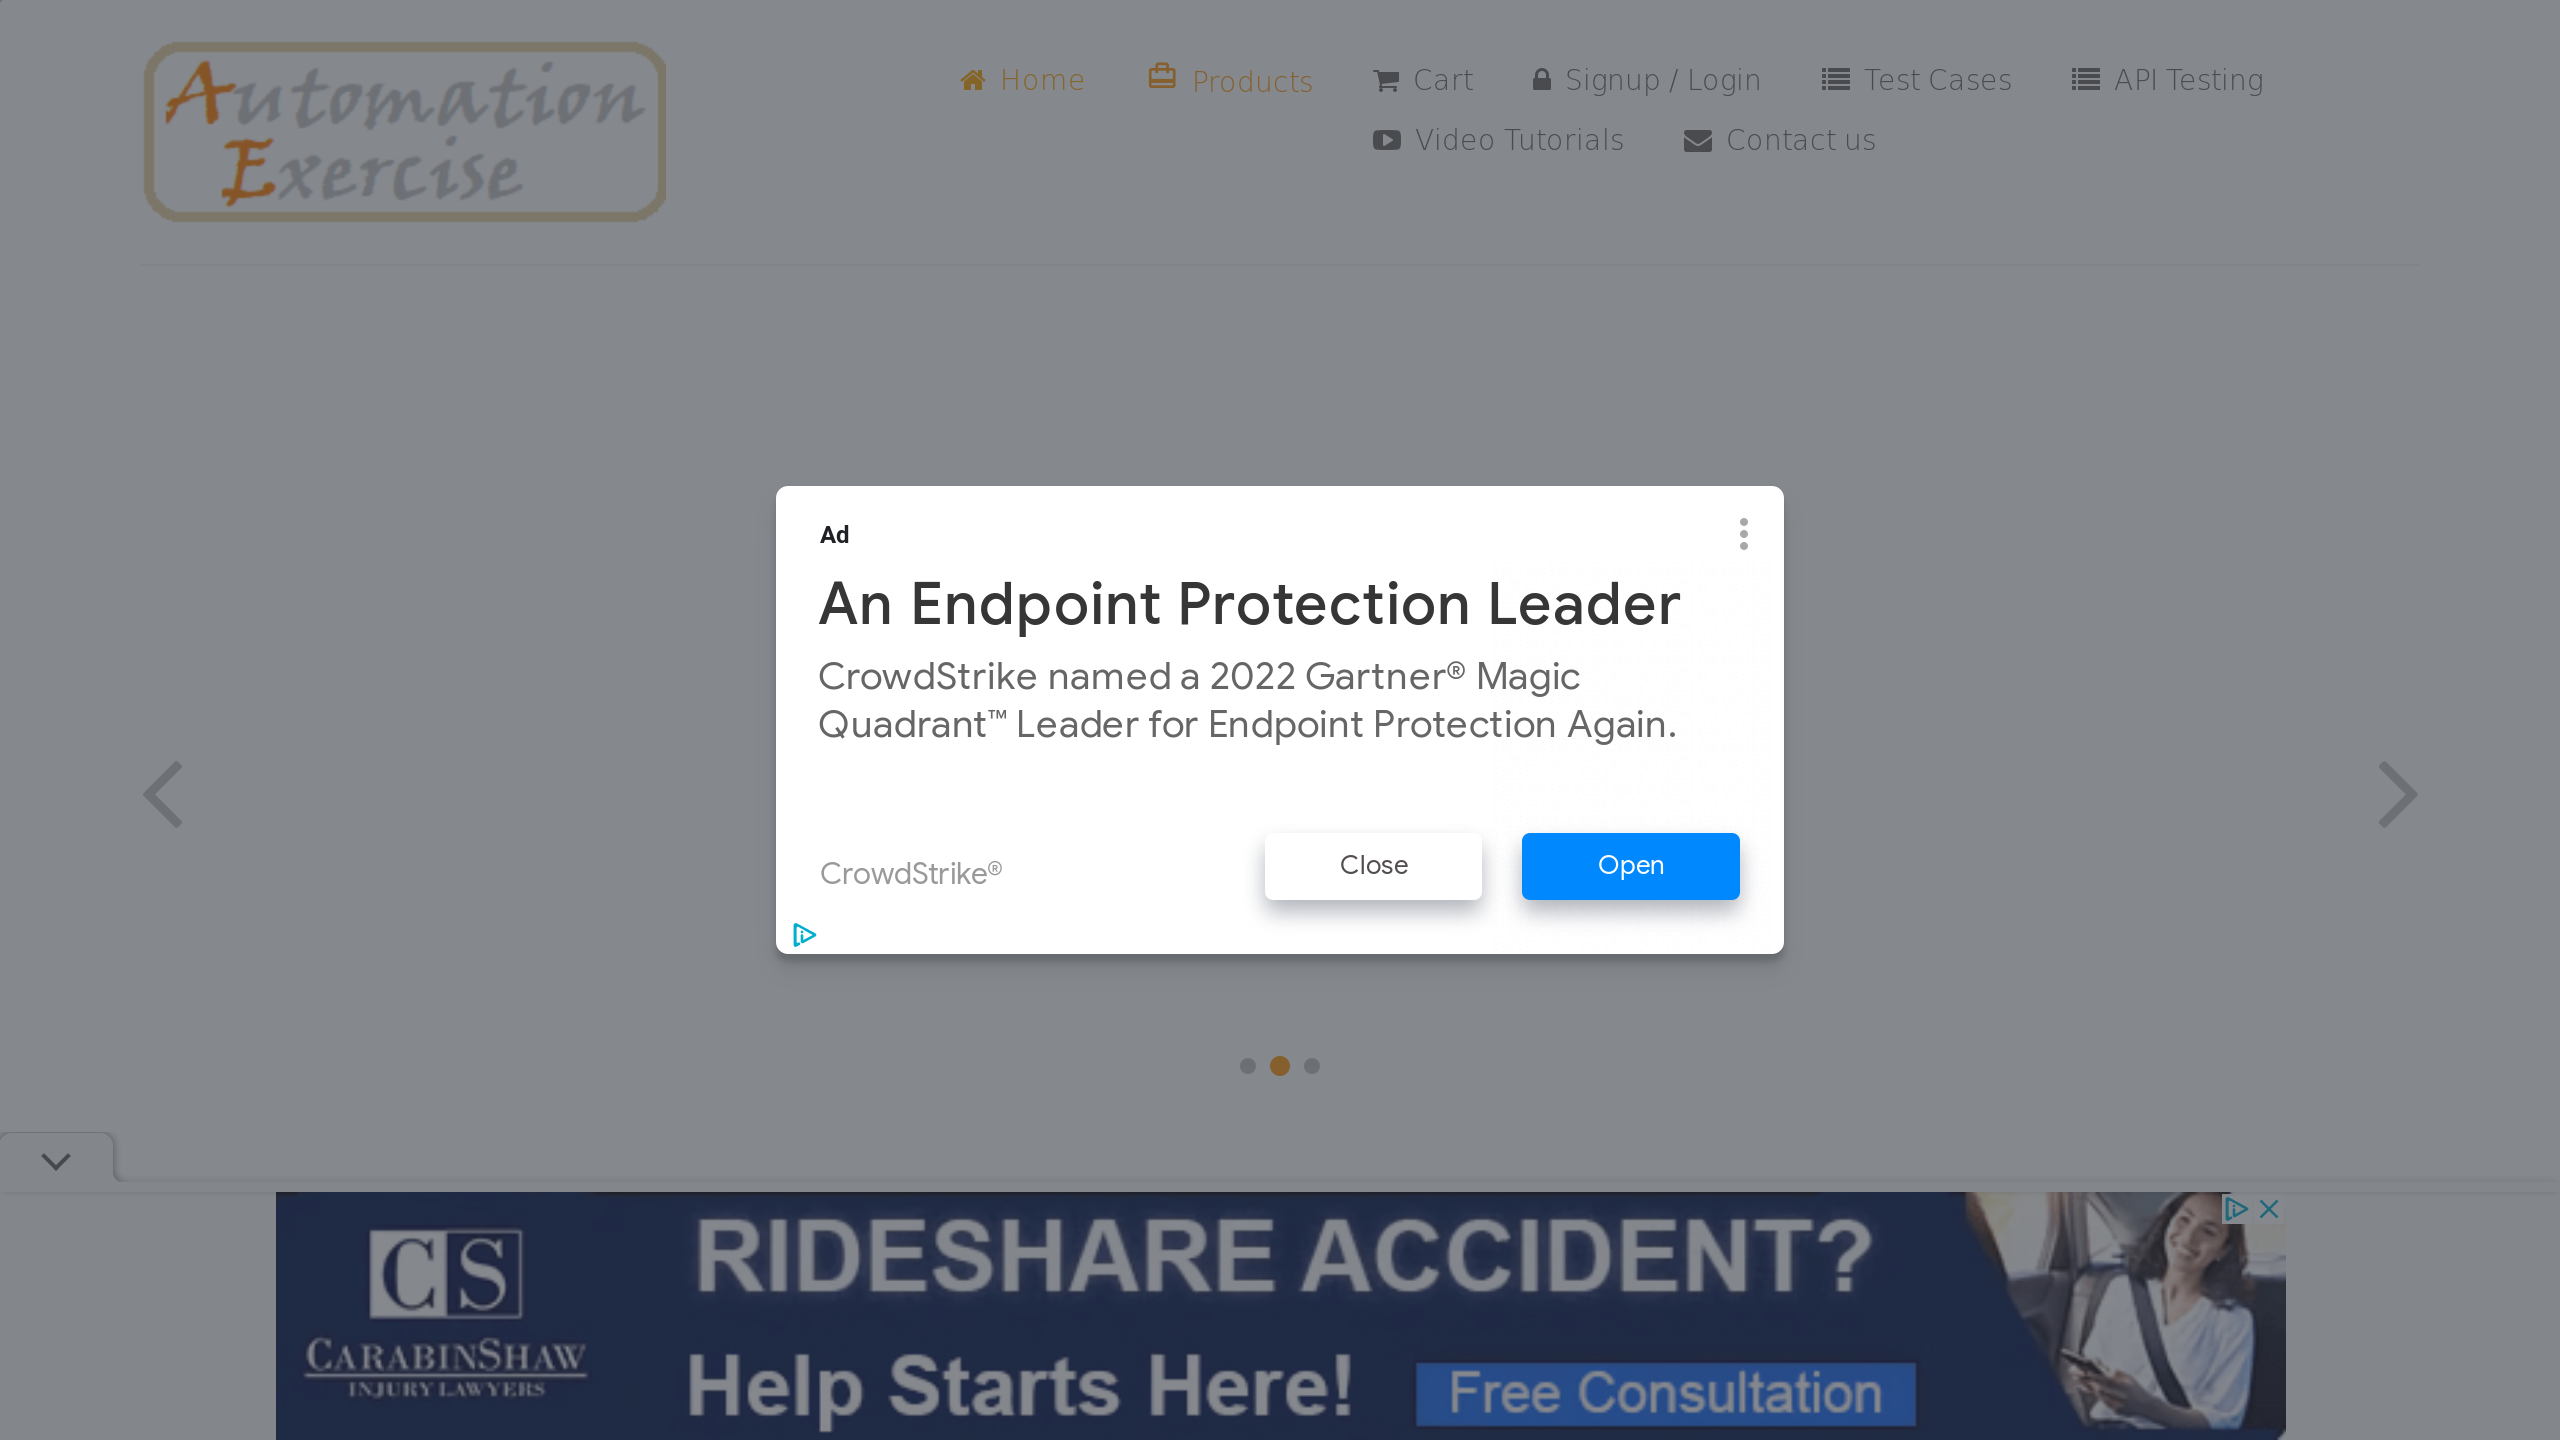 Automation
Exercise
Home
Products
Cart
Signup / Login
Test Cases
API Testing
Video Tutorials
Contact us
Ad
An Endpoint Protection Leader
CrowdStrike named a 2022 Gartner® Magic
Quadrant™ Leader for Endpoint Protection Again.
CrowdStrike®
Close
Open
CS
CARABINSHAW
INJURY LAWYERS
RIDESHARE ACCIDENT?
Help Starts Here!
Free Consultation